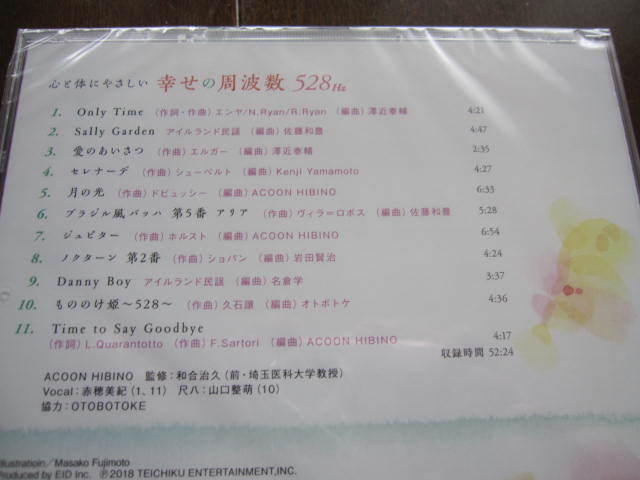 心と体にやさしい 幸せの周波数 528Hz
1. Only Time (作詞・作曲) エンヤ/N.Ryan/R.Ryan (編曲) 澤近泰輔 4:21
2. Sally Garden アイルランド民謡 (編曲) 佐藤和豊 4:47
3. 愛のあいさつ (作曲) エルガー (編曲) 澤近泰輔 2:35
4. セレナーデ (作曲) シューベルト (編曲) Kenji Yamamoto 4:27
5. 月の光 (作曲) ドビュッシー (編曲) ACOON HIBINO 6:33
6. ブラジル風バッハ 第5番 アリア (作曲) ヴィラ=ロボス (編曲) 佐藤和豊 5:28
7. ジュピター (作曲) ホルスト (編曲) ACOON HIBINO 6:54
8. ノクターン 第2番 (作曲) ショパン (編曲) 岩田賢治 4:24
9. Danny Boy アイルランド民謡 (編曲) 名倉学 3:37
10. もののけ姫〜528〜 (作曲) 久石譲 (編曲) オトボトケ 4:36
11. Time to Say Goodbye
(作詞) L.Quarantotto (作曲) F.Sartori (編曲) ACOON HIBINO 4:17
収録時間 52:24
ACOON HIBINO 監修:和合治久(前・埼玉医科大学教授)
Vocal:赤穂美紀(1、11) 尺八:山口整萌(10)
協力:OTOBOTOKE
Illustratioin/Masako Fujimoto
Produced by EID Inc. ℗2018 TEICHIKU ENTERTAINMENT,INC.